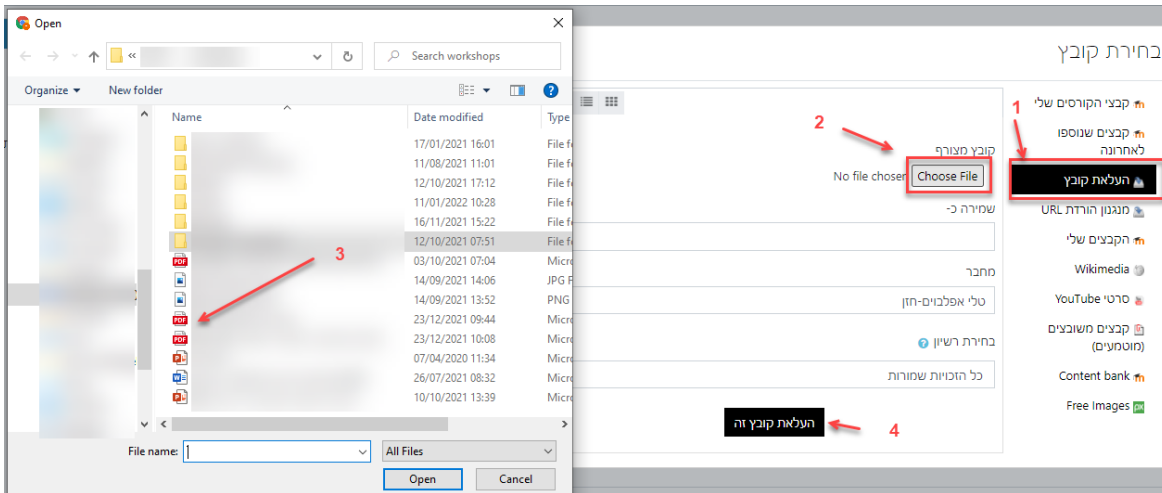 Open
«
Search workshops
Organize
New folder
Name
Date modified
Type
17/01/2021 16:01 File f
11/08/2021 11:01 File f
12/10/2021 17:12 File f
11/01/2022 10:28 File f
16/11/2021 15:22 File f
12/10/2021 07:51 File f
PDF 03/10/2021 07:04 Micro
14/09/2021 14:06 JPG F
14/09/2021 13:52 PNG
PDF 23/12/2021 09:44 Micro
PDF 23/12/2021 10:08 Micro
07/04/2020 11:34 Micro
26/07/2021 08:32 Micro
10/10/2021 13:39 Micro
3
File name:
All Files
Open
Cancel
בחירת קובץ
קבצי הקורסים שלי
1
קבצים שנוספו
לאחרונה
העלאת קובץ
מנגנון הורדת URL
הקבצים שלי
Wikimedia
סרטי YouTube
קבצים משובצים
(מוטמעים)
Content bank
Free Images
2
קובץ מצורף
Choose File No file chosen
שמירה כ-
מחבר
טלי אפלבוים-חזן
בחירת רשיון
כל הזכויות שמורות
העלאת קובץ זה
4